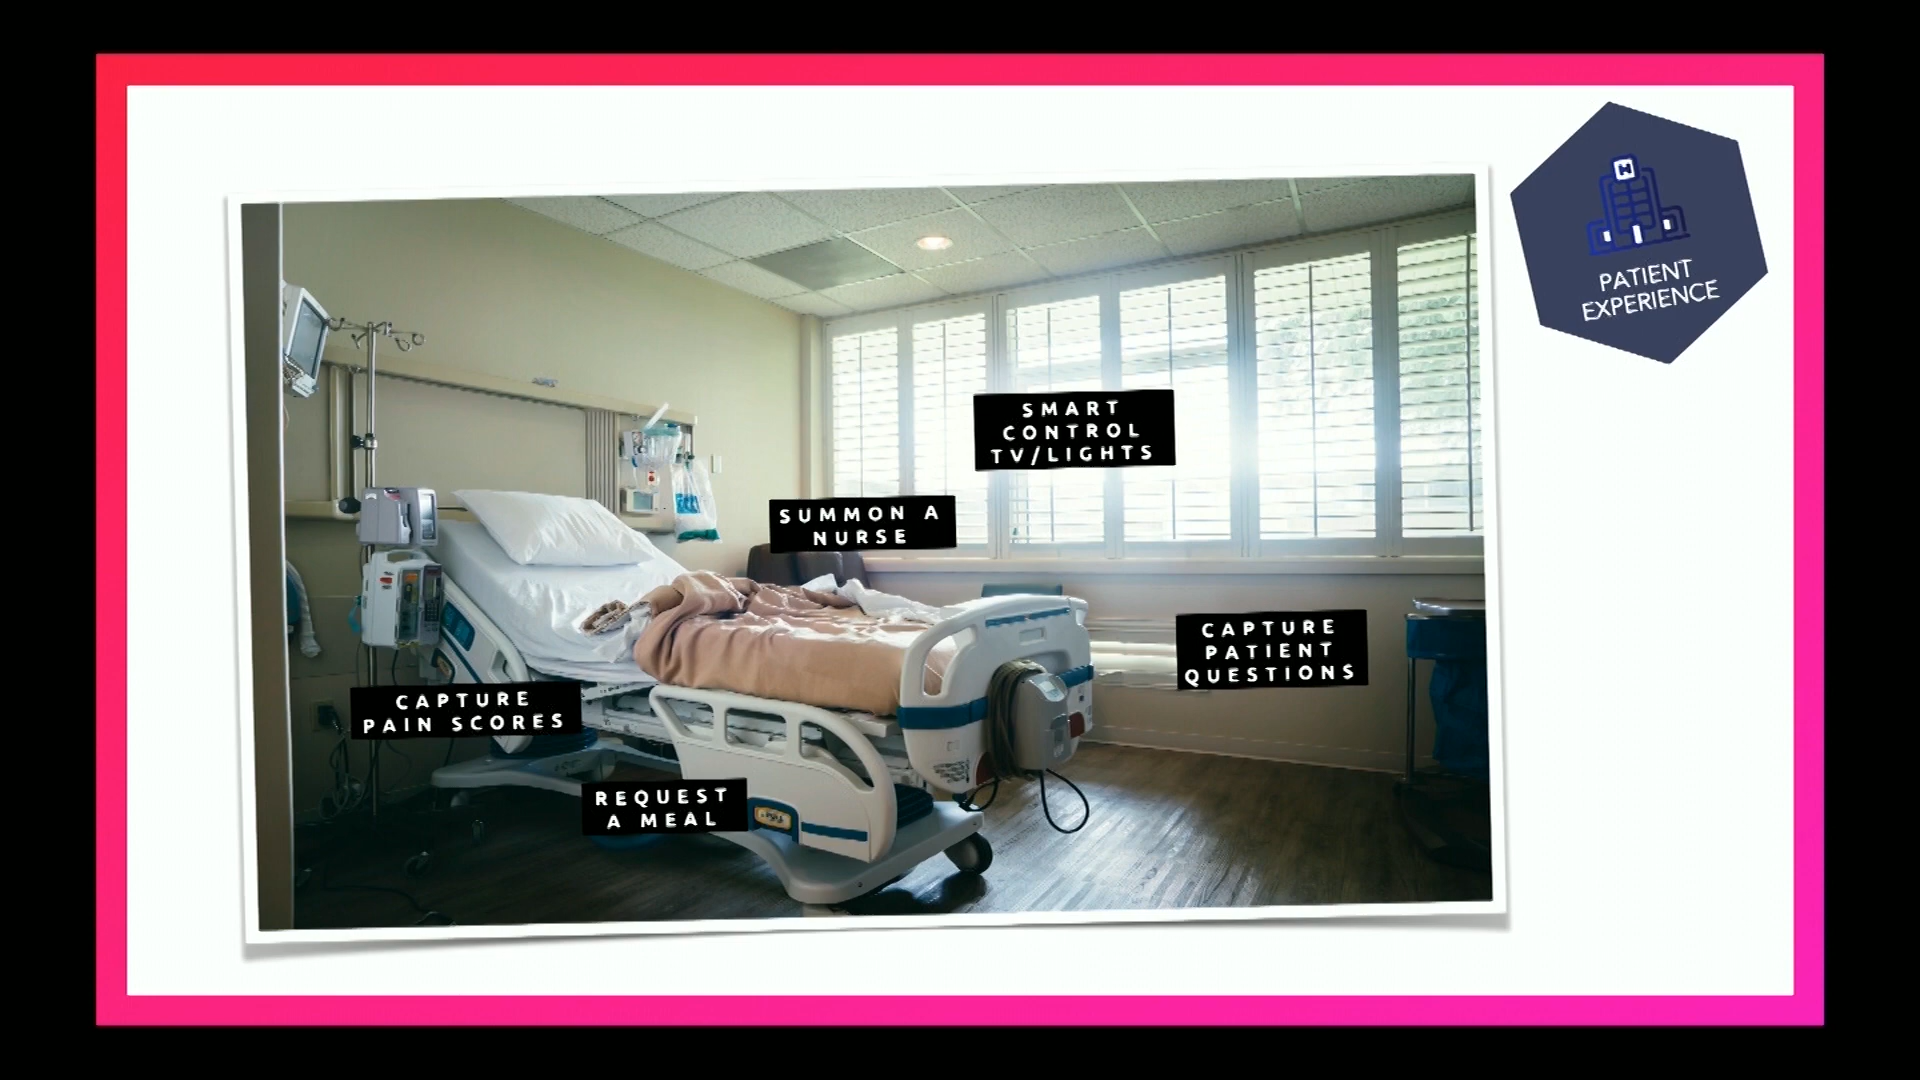 H
PATIENT
EXPERIENCE
SMART
CONTROL
TV/LIGHTS
SUMMON A
NURSE
CAPTURE
PATIENT
QUESTIONS
CAPTURE
PAIN SCORES
REQUEST
A MEAL